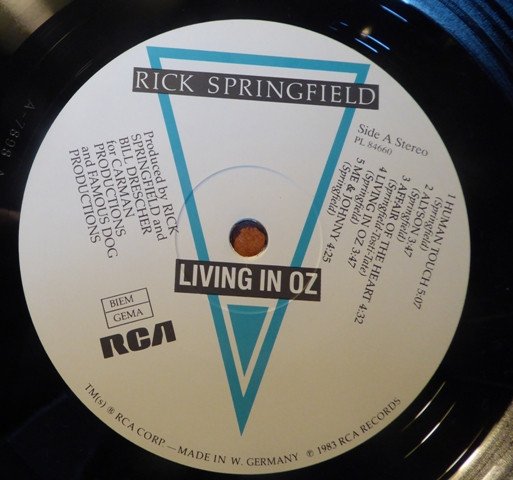 RICK SPRINGFIELD
Side A Stereo
PL 84660
1 HUMAN TOUCH 5:07
(Springfield)
2 ALYSON 3:47
(Springfield)
3 AFFAIR OF THE HEART 4:32
(Springfield-Tosti-Tate)
4 LIVING IN OZ 3:47
(Springfield)
5 ME & JOHNNY 4:25
(Springfield)
Produced by RICK
SPRINGFIELD and
BILL DRESCHER
for CARMAN
PRODUCTIONS
and FAMOUS DOG
PRODUCTIONS
LIVING IN OZ
BIEM
GEMA
RCA
TM(s) ® RCA CORP.—MADE IN W. GERMANY ℗ 1983 RCA RECORDS